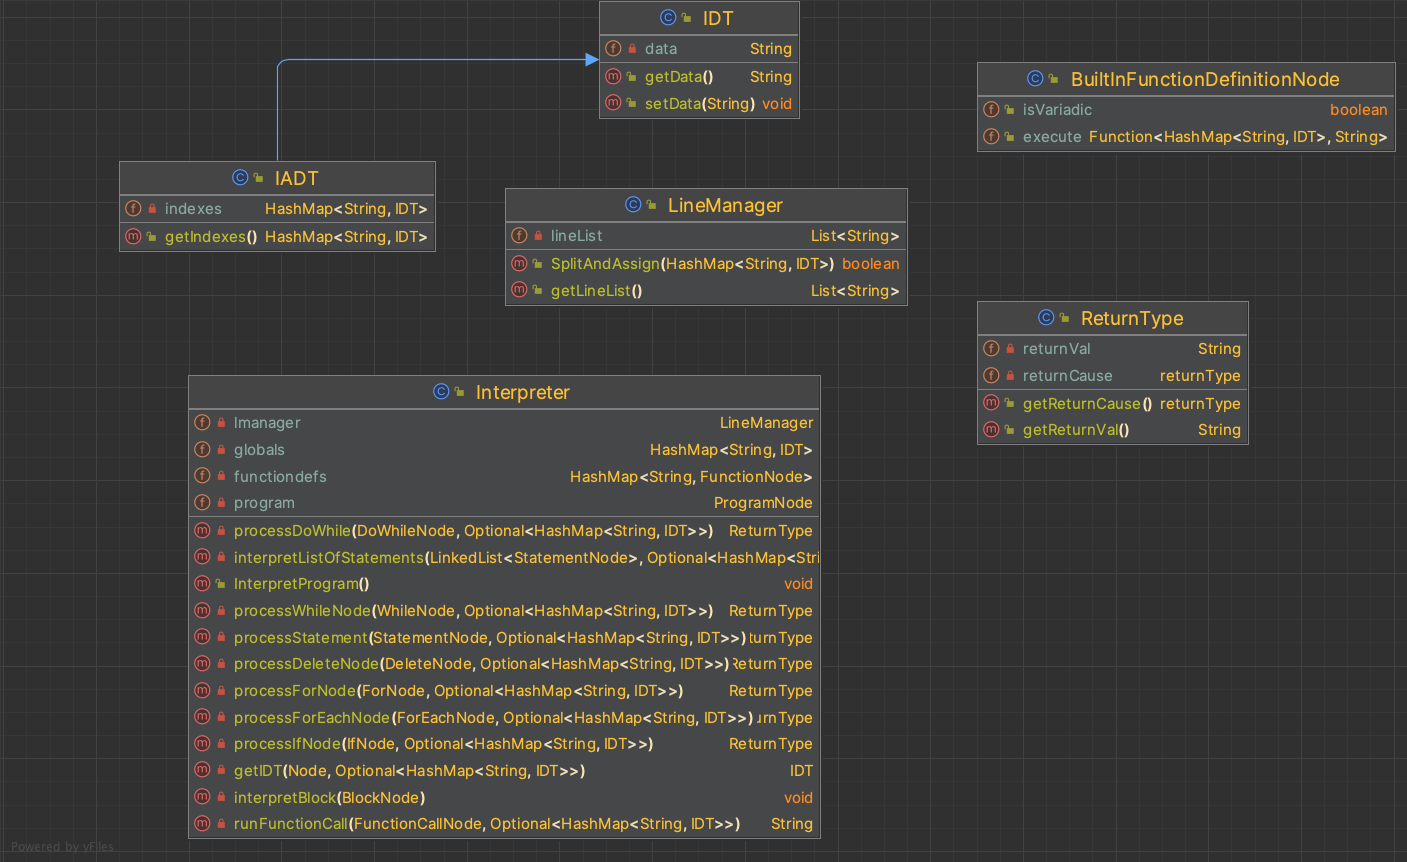 IDT
data String
getData() String
setData(String) void
BuiltInFunctionDefinitionNode
isVariadic boolean
execute Function<HashMap<String, IDT>, String>
IADT
indexes HashMap<String, IDT>
getIndexes() HashMap<String, IDT>
LineManager
lineList List<String>
SplitAndAssign(HashMap<String, IDT>) boolean
getLineList() List<String>
ReturnType
returnVal String
returnCause returnType
getReturnCause() returnType
getReturnVal() String
Interpreter
lmanager LineManager
globals HashMap<String, IDT>
functiondefs HashMap<String, FunctionNode>
program ProgramNode
processDoWhile(DoWhileNode, Optional<HashMap<String, IDT>>) ReturnType
interpretListOfStatements(LinkedList<StatementNode>, Optional<HashMap<Stri
InterpretProgram() void
processWhileNode(WhileNode, Optional<HashMap<String, IDT>>) ReturnType
processStatement(StatementNode, Optional<HashMap<String, IDT>>) turnType
processDeleteNode(DeleteNode, Optional<HashMap<String, IDT>>) ReturnType
processForNode(ForNode, Optional<HashMap<String, IDT>>) ReturnType
processForEachNode(ForEachNode, Optional<HashMap<String, IDT>>) urnType
processIfNode(IfNode, Optional<HashMap<String, IDT>>) ReturnType
getIDT(Node, Optional<HashMap<String, IDT>>) IDT
interpretBlock(BlockNode) void
runFunctionCall(FunctionCallNode, Optional<HashMap<String, IDT>>) String
Powered by yFiles